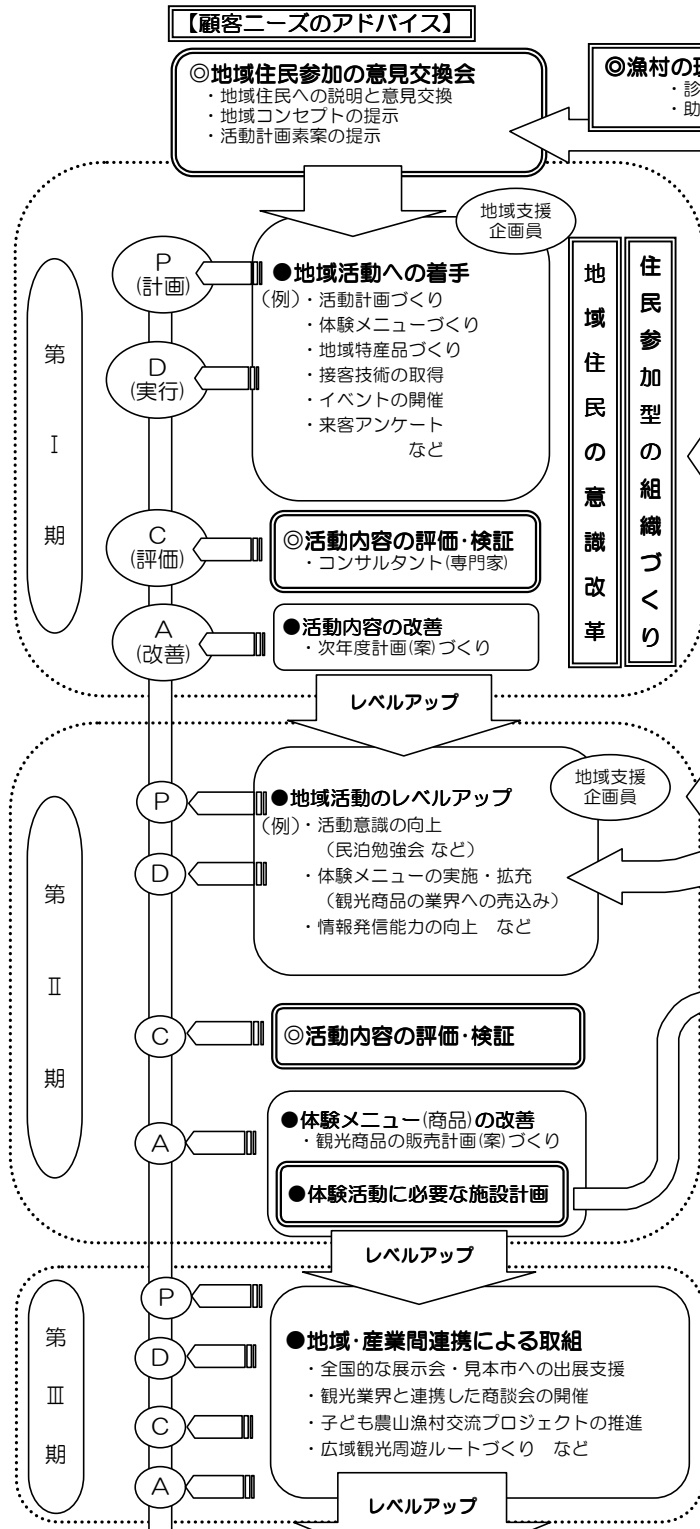 【顧客ニーズのアドバイス】
◎地域住民参加の意見交換会
・地域住民への説明と意見交換
・地域コンセプトの提示
・活動計画素案の提示
◎漁村の
・診
・助
地域支援
企画員
P
(計画)
D
(実行)
C
(評価)
A
(改善)
第Ⅰ期
●地域活動への着手
(例)・活動計画づくり
・体験メニューづくり
・地域特産品づくり
・接客技術の取得
・イベントの開催
・来客アンケート
など
◎活動内容の評価・検証
・コンサルタント(専門家)
●活動内容の改善
・次年度計画(案)づくり
地域住民の意識改革
住民参加型の組織づくり
レベルアップ
第Ⅱ期
P
D
C
A
地域支援
企画員
●地域活動のレベルアップ
(例)・活動意識の向上
(民泊勉強会 など)
・体験メニューの実施・拡充
(観光商品の業界への売込み)
・情報発信能力の向上 など
◎活動内容の評価・検証
●体験メニュー(商品)の改善
・観光商品の販売計画(案)づくり
●体験活動に必要な施設計画
レベルアップ
第Ⅲ期
P
D
C
A
●地域・産業間連携による取組
・全国的な展示会・見本市への出展支援
・観光業界と連携した商談会の開催
・子ども農山漁村交流プロジェクトの推進
・広域観光周遊ルートづくり など
レベルアップ